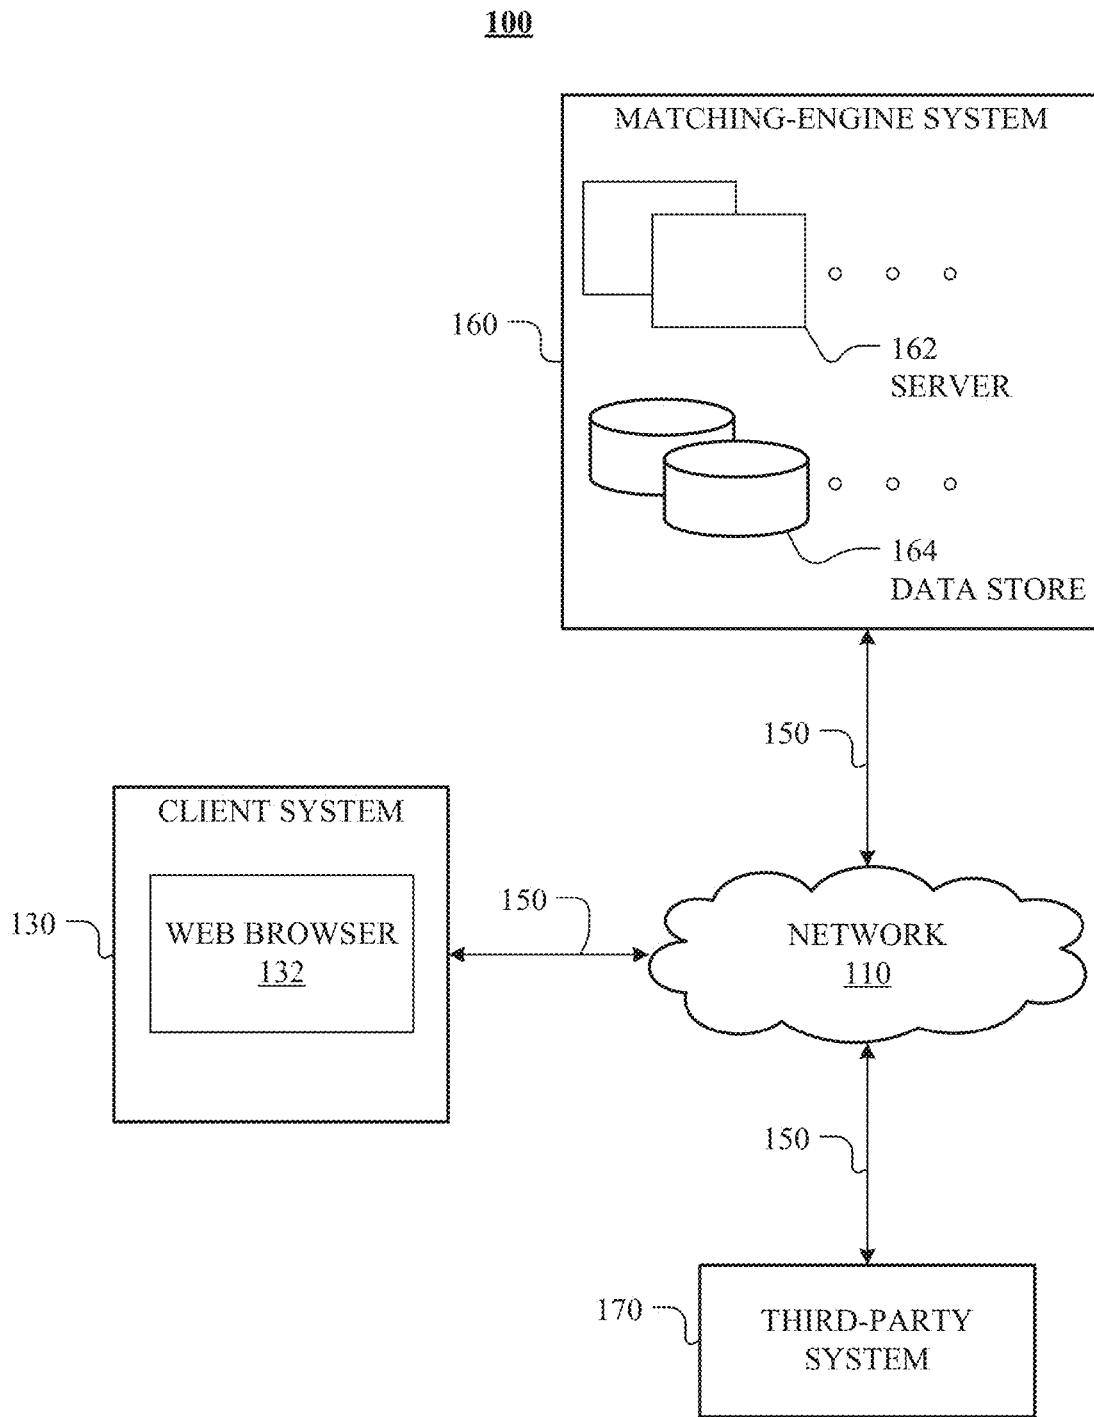 100
MATCHING-ENGINE SYSTEM
160
162
SERVER
164
DATA STORE
150
CLIENT SYSTEM
130
WEB BROWSER
132
150
NETWORK
110
150
170
THIRD-PARTY
SYSTEM